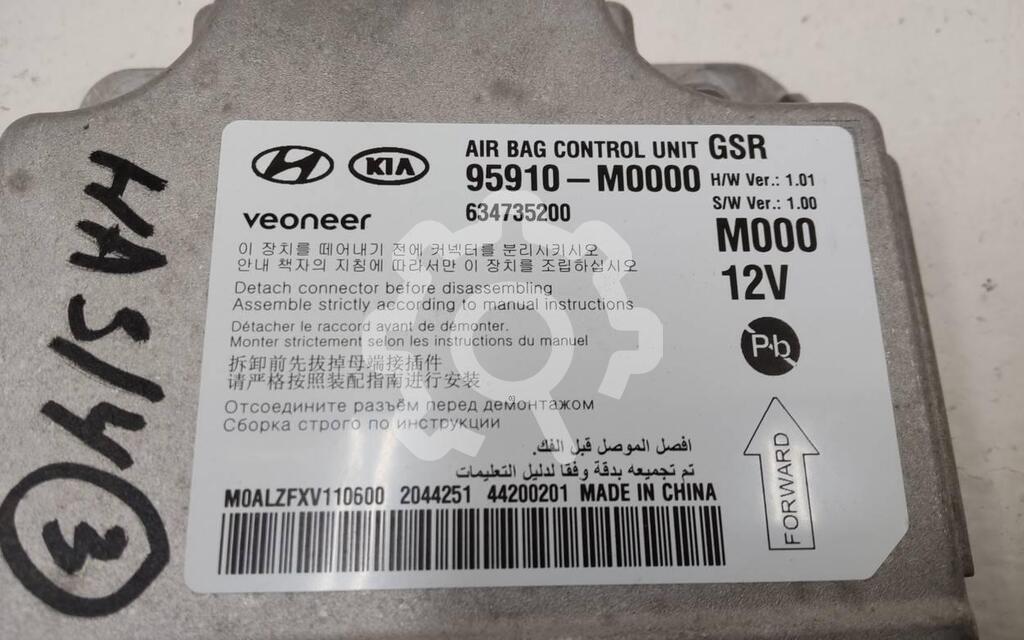 HYUNDAI KIA AIR BAG CONTROL UNIT GSR
95910-M0000 H/W Ver.: 1.01
S/W Ver.: 1.00
634735200
veoneer M000
12V
이 장치를 떼어내기 전에 커넥터를 분리시키시오
안내 책자의 지침에 따라서만 이 장치를 조립하십시오
Detach connector before disassembling
Assemble strictly according to manual instructions
Détacher le raccord avant de démonter.
Monter strictement selon les instructions du manuel
Pb
拆卸前先拔掉母端接插件
请严格按照装配指南进行安装
Отсоедините разъём перед демонтажом
Сборка строго по инструкции
افصل الموصل قبل الفك.
تم تجميعه بدقة وفقا لدليل التعليمات
FORWARD
M0ALZFXV110600 2044251 44200201 MADE IN CHINA
3